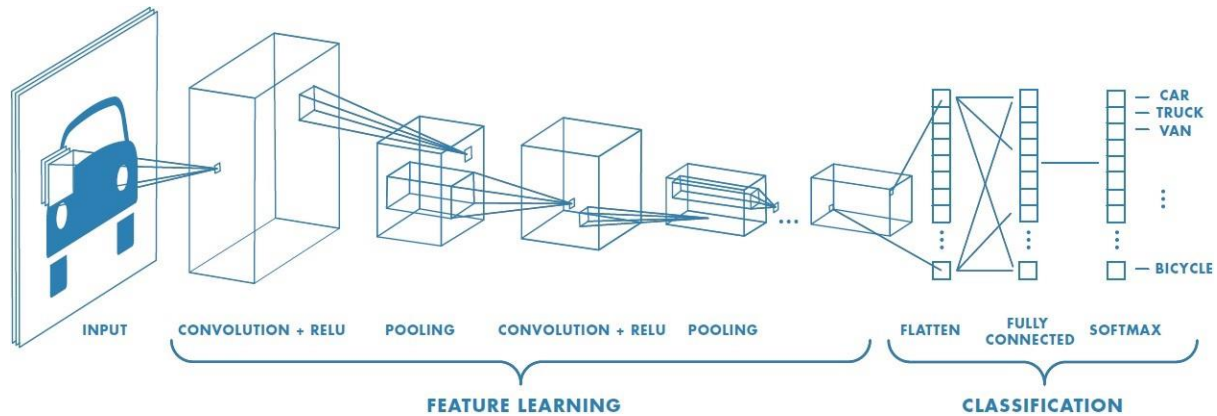 CAR
TRUCK
VAN
BICYCLE
INPUT
CONVOLUTION + RELU
POOLING
CONVOLUTION + RELU
POOLING
FLATTEN
FULLY
CONNECTED
SOFTMAX
FEATURE LEARNING
CLASSIFICATION